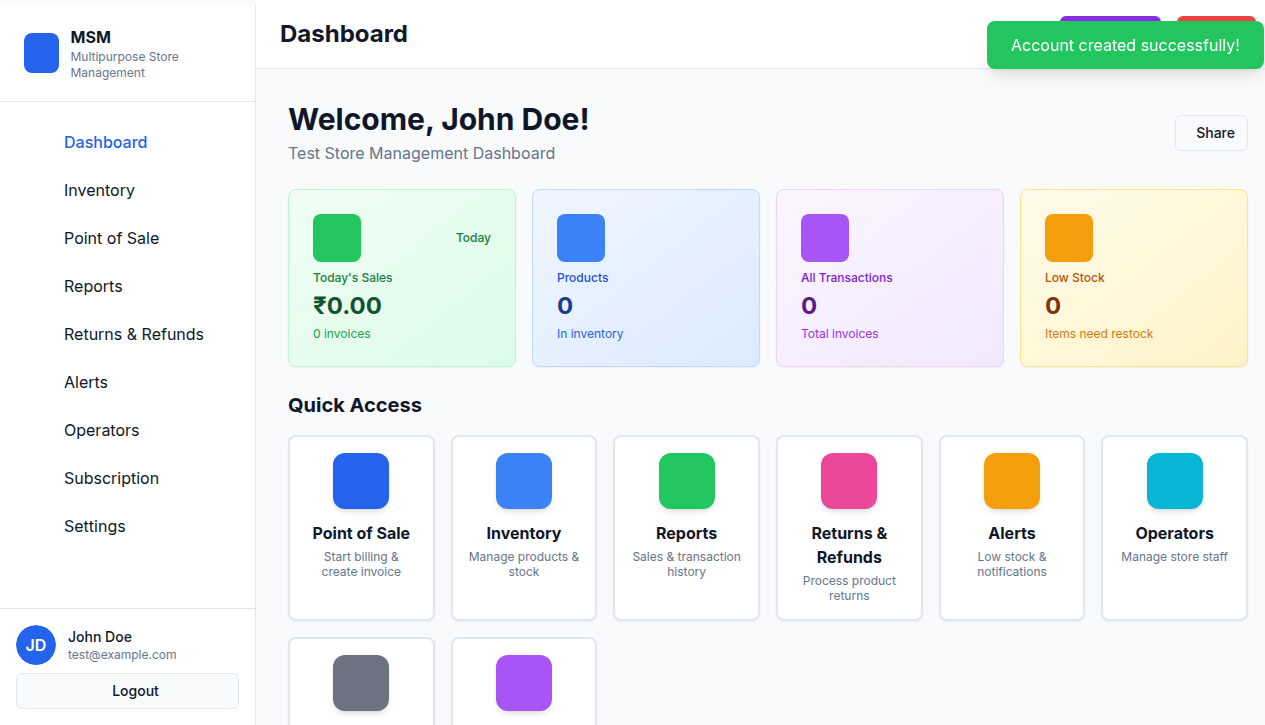 MSM
Multipurpose Store
Management
Dashboard
Inventory
Point of Sale
Reports
Returns & Refunds
Alerts
Operators
Subscription
Settings
JD
John Doe
test@example.com
Logout
Dashboard
Account created successfully!
Welcome, John Doe!
Test Store Management Dashboard
Share
Today
Today's Sales
₹0.00
0 invoices
Products
0
In inventory
All Transactions
0
Total invoices
Low Stock
0
Items need restock
Quick Access
Point of Sale
Start billing &
create invoice
Inventory
Manage products &
stock
Reports
Sales & transaction
history
Returns &
Refunds
Process product
returns
Alerts
Low stock &
notifications
Operators
Manage store staff